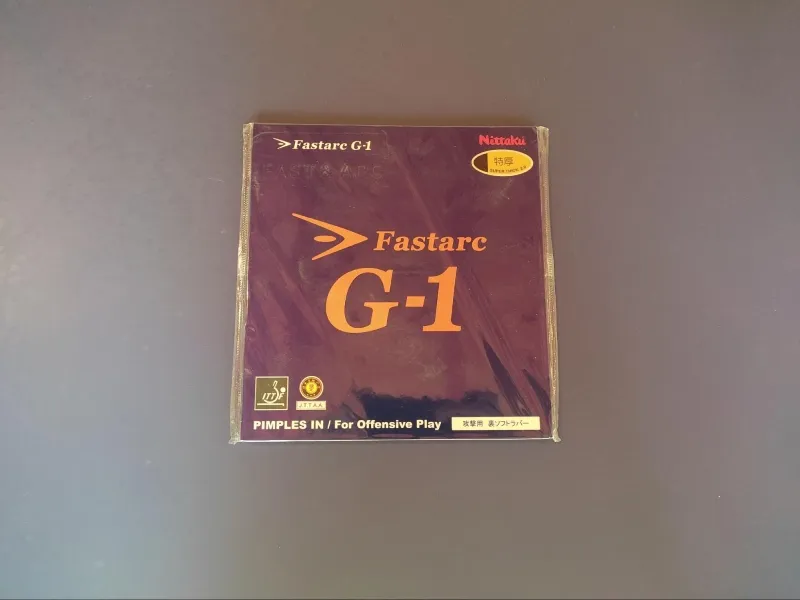 Fastarc G-1
Nittaku
特厚
FASTARC
Fastarc
G-1
ITTF
JTTAA
PIMPLES IN / For Offensive Play
攻撃用 裏ソフトラバー